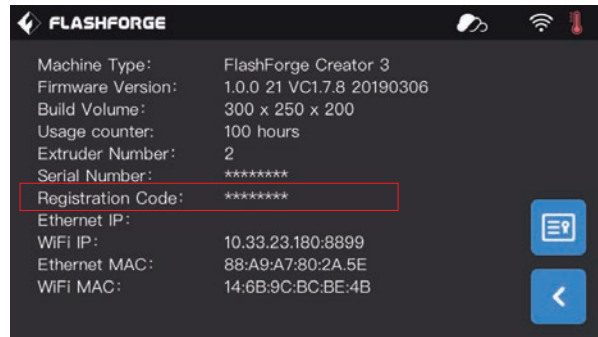 FLASHFORGE
Machine Type: FlashForge Creator 3
Firmware Version: 1.0.0 21 VC1.7.8 20190306
Build Volume: 300 x 250 x 200
Usage counter: 100 hours
Extruder Number: 2
Serial Number: ********
Registration Code: ********
Ethernet IP:
WiFi IP: 10.33.23.180:8899
Ethernet MAC: 88:A9:A7:80:2A.5E
WiFi MAC: 14:6B:9C:BC:BE:4B